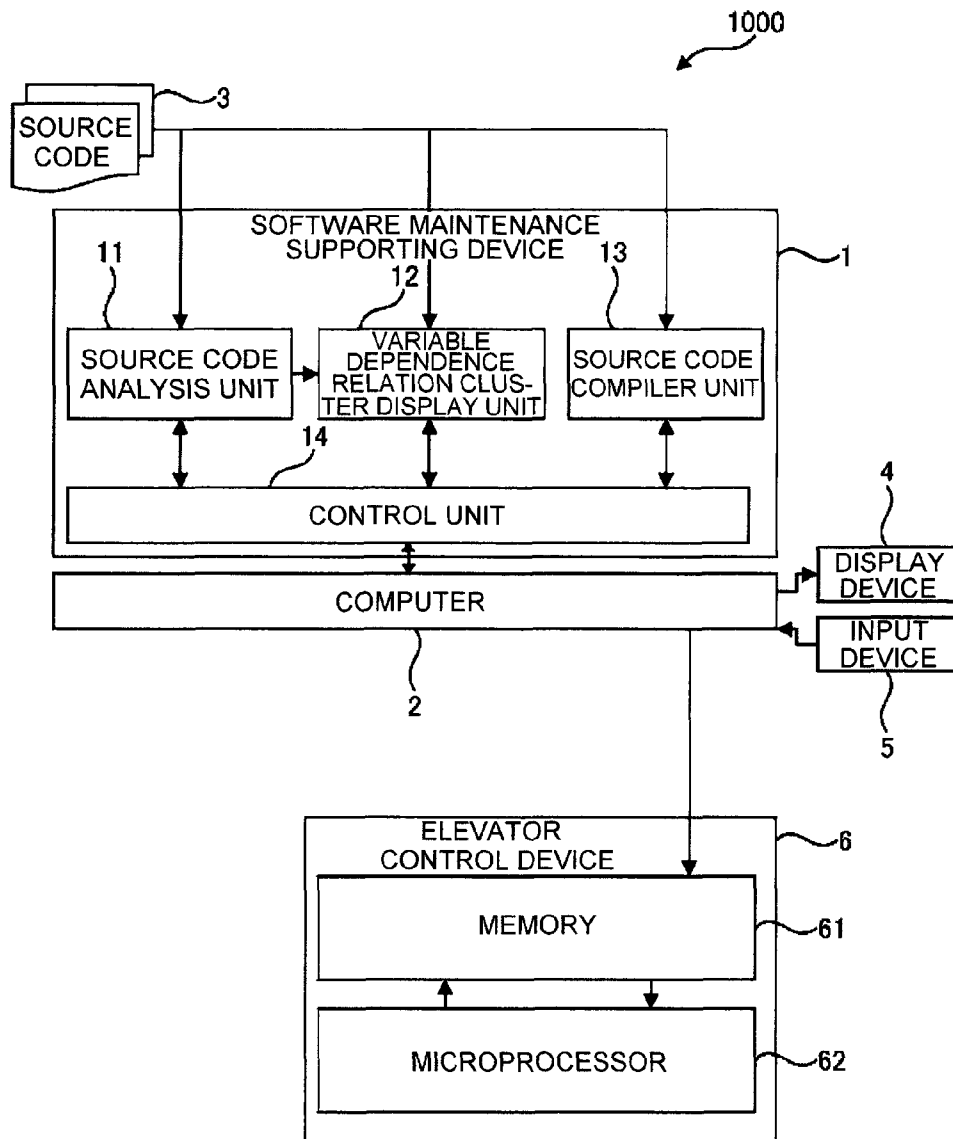 1000
3
SOURCE
CODE
SOFTWARE MAINTENANCE
SUPPORTING DEVICE
1
11
12
13
SOURCE CODE
ANALYSIS UNIT
VARIABLE
DEPENDENCE
RELATION CLUS-
TER DISPLAY UNIT
SOURCE CODE
COMPILER UNIT
14
CONTROL UNIT
4
DISPLAY
DEVICE
COMPUTER
2
INPUT
DEVICE
5
ELEVATOR
CONTROL DEVICE
6
MEMORY
61
MICROPROCESSOR
62